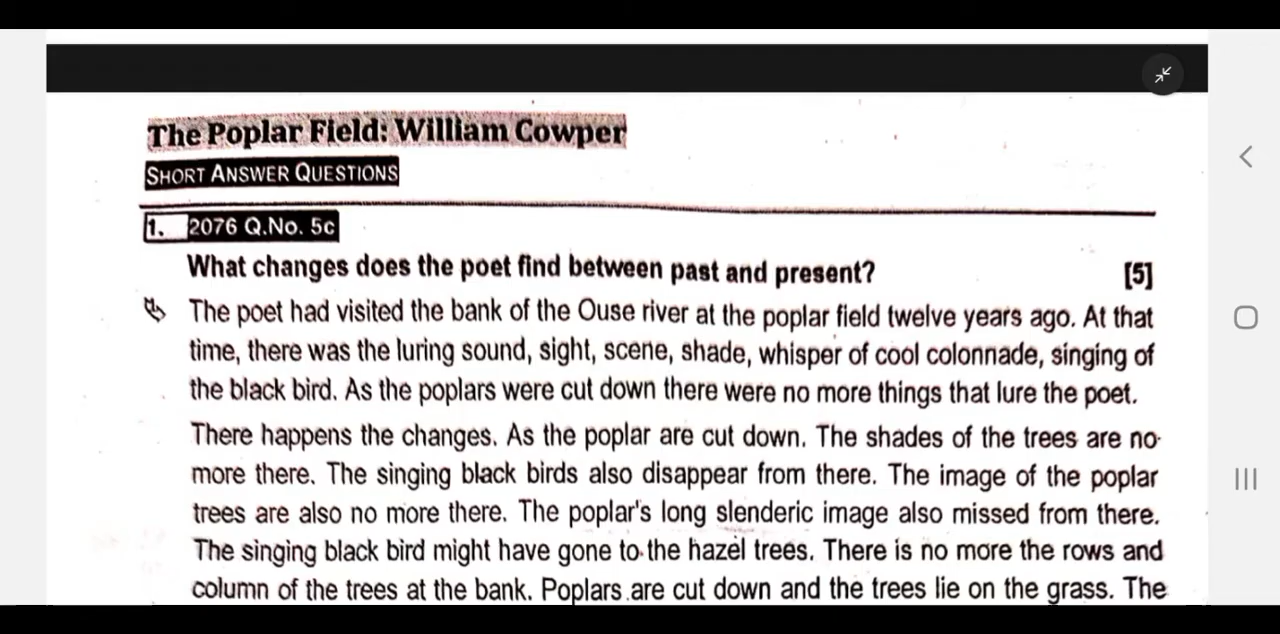 The Poplar Field: William Cowper
SHORT ANSWER QUESTIONS
1. 2076 Q.No. 5c
What changes does the poet find between past and present? [5]
The poet had visited the bank of the Ouse river at the poplar field twelve years ago. At that
time, there was the luring sound, sight, scene, shade, whisper of cool colonnade, singing of
the black bird. As the poplars were cut down there were no more things that lure the poet.
There happens the changes. As the poplar are cut down. The shades of the trees are no
more there. The singing black birds also disappear from there. The image of the poplar
trees are also no more there. The poplar's long slenderic image also missed from there.
The singing black bird might have gone to the hazel trees. There is no more the rows and
column of the trees at the bank. Poplars are cut down and the trees lie on the grass. The